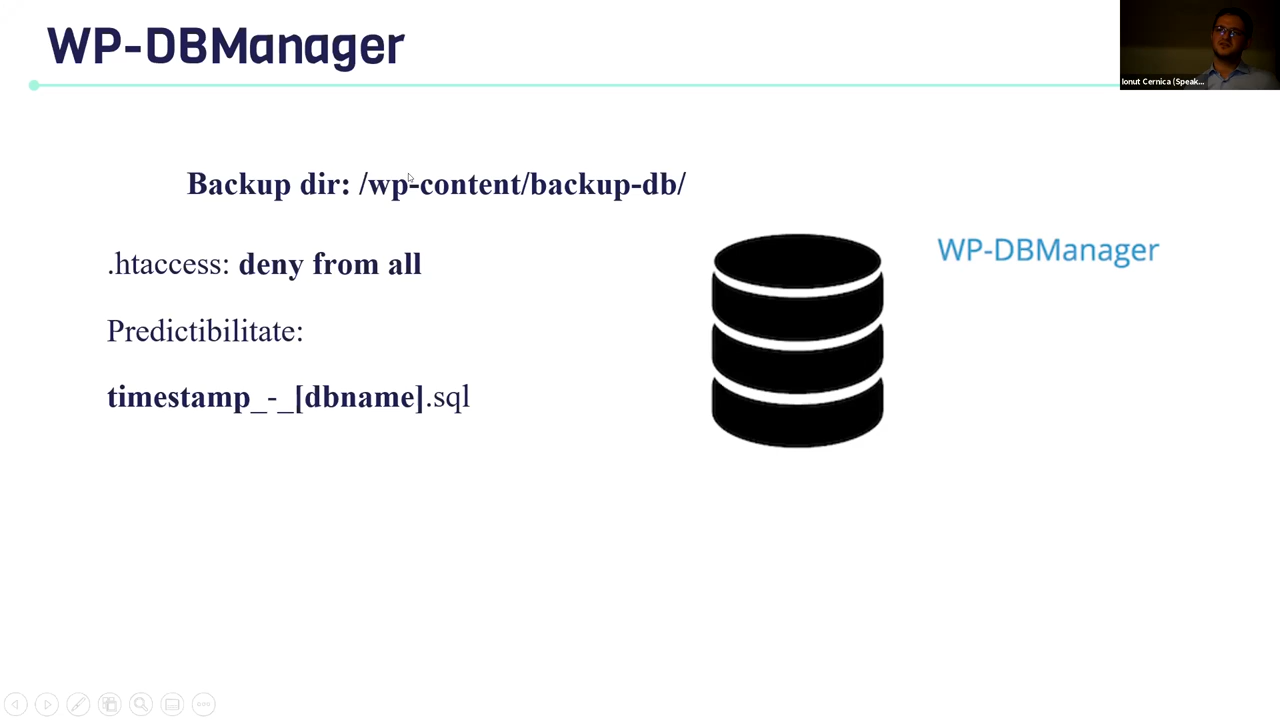 WP-DBManager
Ionut Cernica (Speak...
Backup dir: /wp-content/backup-db/
.htaccess: deny from all
WP-DBManager
Predictibilitate:
timestamp_-_[dbname].sql